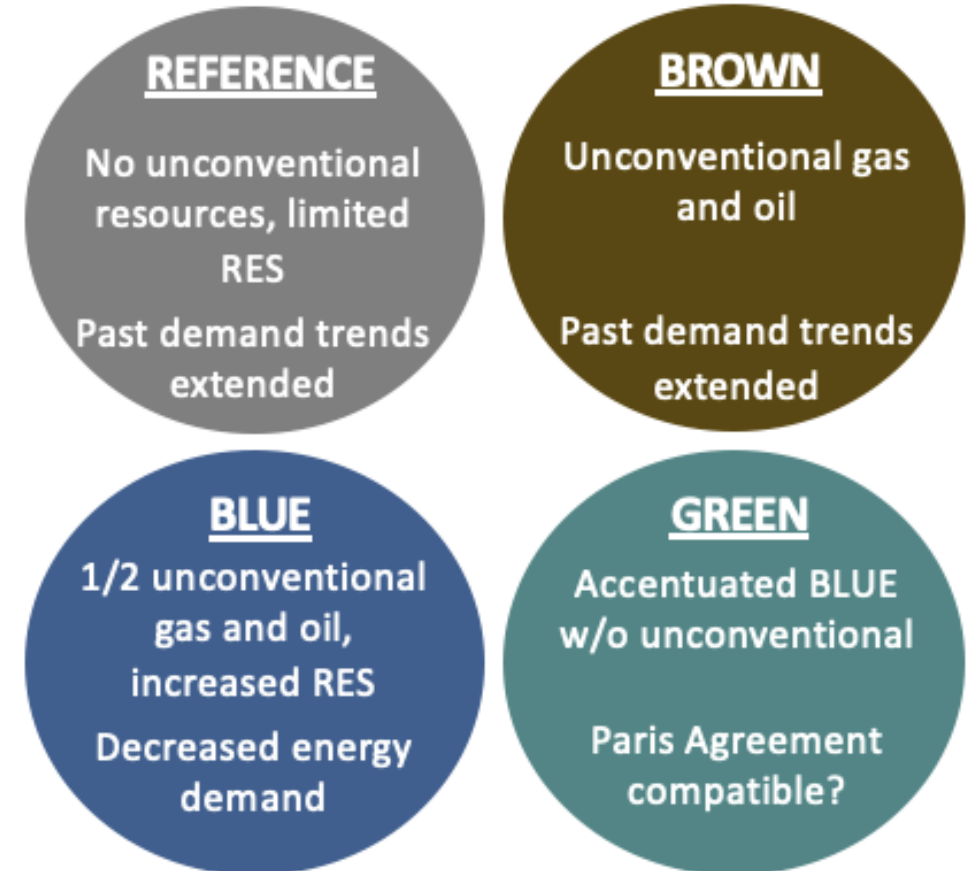 REFERENCE
No unconventional
resources, limited
RES
Past demand trends
extended
BROWN
Unconventional gas
and oil
Past demand trends
extended
BLUE
1/2 unconventional
gas and oil,
increased RES
Decreased energy
demand
GREEN
Accentuated BLUE
w/o unconventional
Paris Agreement
compatible?